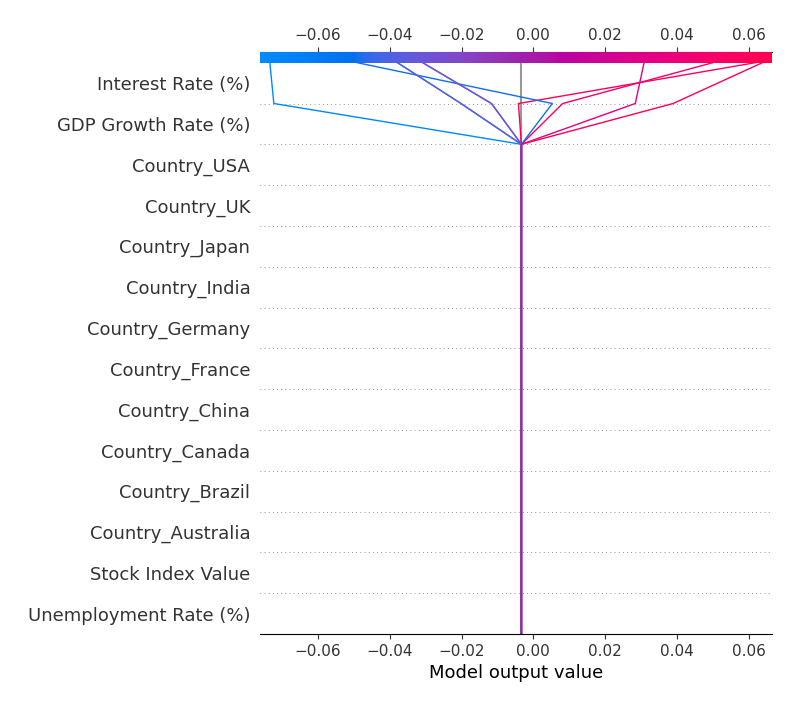 −0.06 −0.04 −0.02 0.00 0.02 0.04 0.06
Interest Rate (%)
GDP Growth Rate (%)
Country_USA
Country_UK
Country_Japan
Country_India
Country_Germany
Country_France
Country_China
Country_Canada
Country_Brazil
Country_Australia
Stock Index Value
Unemployment Rate (%)
−0.06 −0.04 −0.02 0.00 0.02 0.04 0.06
Model output value